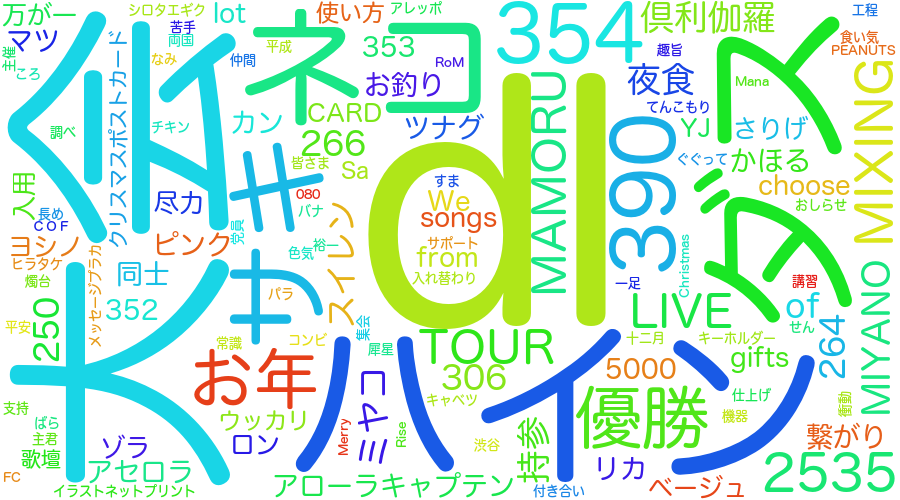 万が一
シロタエギク
lot
使い方
アレッポ
354
倶利伽羅
工程
マツ
苦手
両国
353
RoM
趣旨
食い気
PEANUTS
主催
ころ
なみ
仲間
平成
お釣り
夜食
Mana
MIXING
大会
クリスマスポストカード
ネコ
CARD
ツナグ
てんこもり
調べ
チキン
カン
266
YJ
さりげ
ダイス
皆さま
Sa
すま
We
ぐぐって
かほる
入用
長め
COF
尽力
サキ
080
バナ
songs
390
choose
おしらせ
ヨシノ
ヒラタケ
ピンク
党員
色気
裕一
サポート
from
入れ替わり
MAMORU
Christmas
dl
燭台
メッセージプラカ
同士
352
パラ
スイレン
一足
講習
of
せん
平安
250
常識
コンビ
集会
犀星
LIVE
十二月
キーホルダー
264
MIYANO
お年
TOUR
ハイン
5000
gifts
306
キャベツ
仕上げ
衝動
支持
ばら
主君
歌壇
ゾラ
ウッカリ
ロン
Merry
ミヤコ
Rise
渋谷
持参
優勝
機器
繋がり
FC
アセロラ
イラストネットプリント
アローラキャプテン
付き合い
リカ
ベージュ
2535